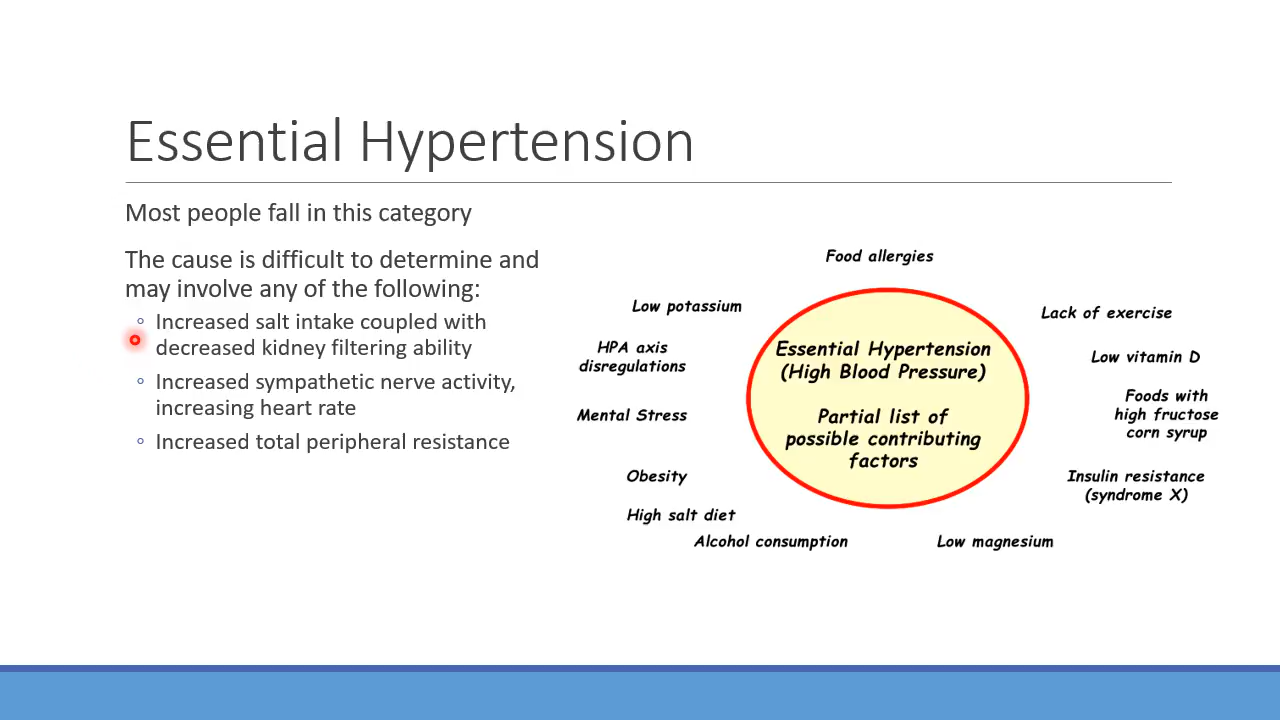 Essential Hypertension
Most people fall in this category
The cause is difficult to determine and
may involve any of the following:
Increased salt intake coupled with
decreased kidney filtering ability
Increased sympathetic nerve activity,
increasing heart rate
Increased total peripheral resistance
Food allergies
Low potassium
HPA axis
disregulations
Mental Stress
Obesity
High salt diet
Alcohol consumption
Essential Hypertension
(High Blood Pressure)
Partial list of
possible contributing
factors
Lack of exercise
Low vitamin D
Foods with
high fructose
corn syrup
Insulin resistance
(syndrome X)
Low magnesium